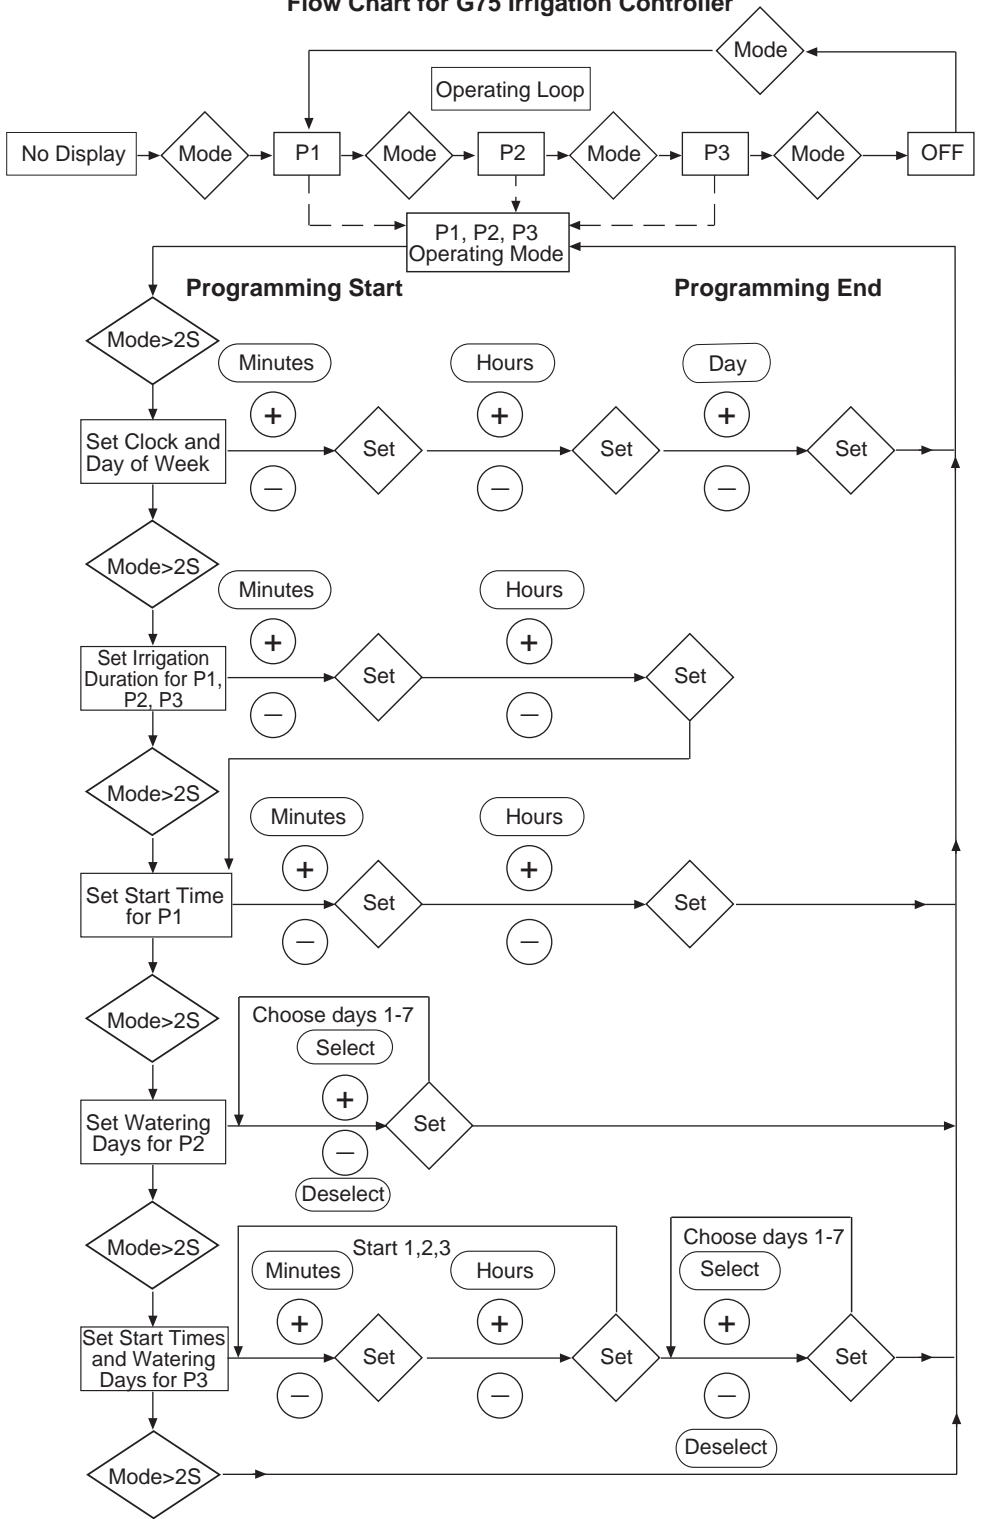 Flow Chart for G75 Irrigation Controller
Mode
Operating Loop
No Display
Mode
P1
Mode
P2
Mode
P3
Mode
OFF
P1, P2, P3
Operating Mode
Programming Start
Programming End
Mode>2S
Minutes
Hours
Day
+
+
+
Set Clock and
Day of Week
Set
Set
Set
−
−
−
Mode>2S
Minutes
Hours
+
+
Set Irrigation
Duration for P1,
P2, P3
Set
Set
−
−
Mode>2S
Minutes
Hours
+
+
Set Start Time
for P1
Set
Set
−
−
Mode>2S
Choose days 1-7
Select
+
Set Watering
Days for P2
Set
−
Deselect
Mode>2S
Start 1,2,3
Choose days 1-7
Minutes
Hours
Select
+
+
+
Set Start Times
and Watering
Days for P3
Set
Set
Set
−
−
−
Deselect
Mode>2S